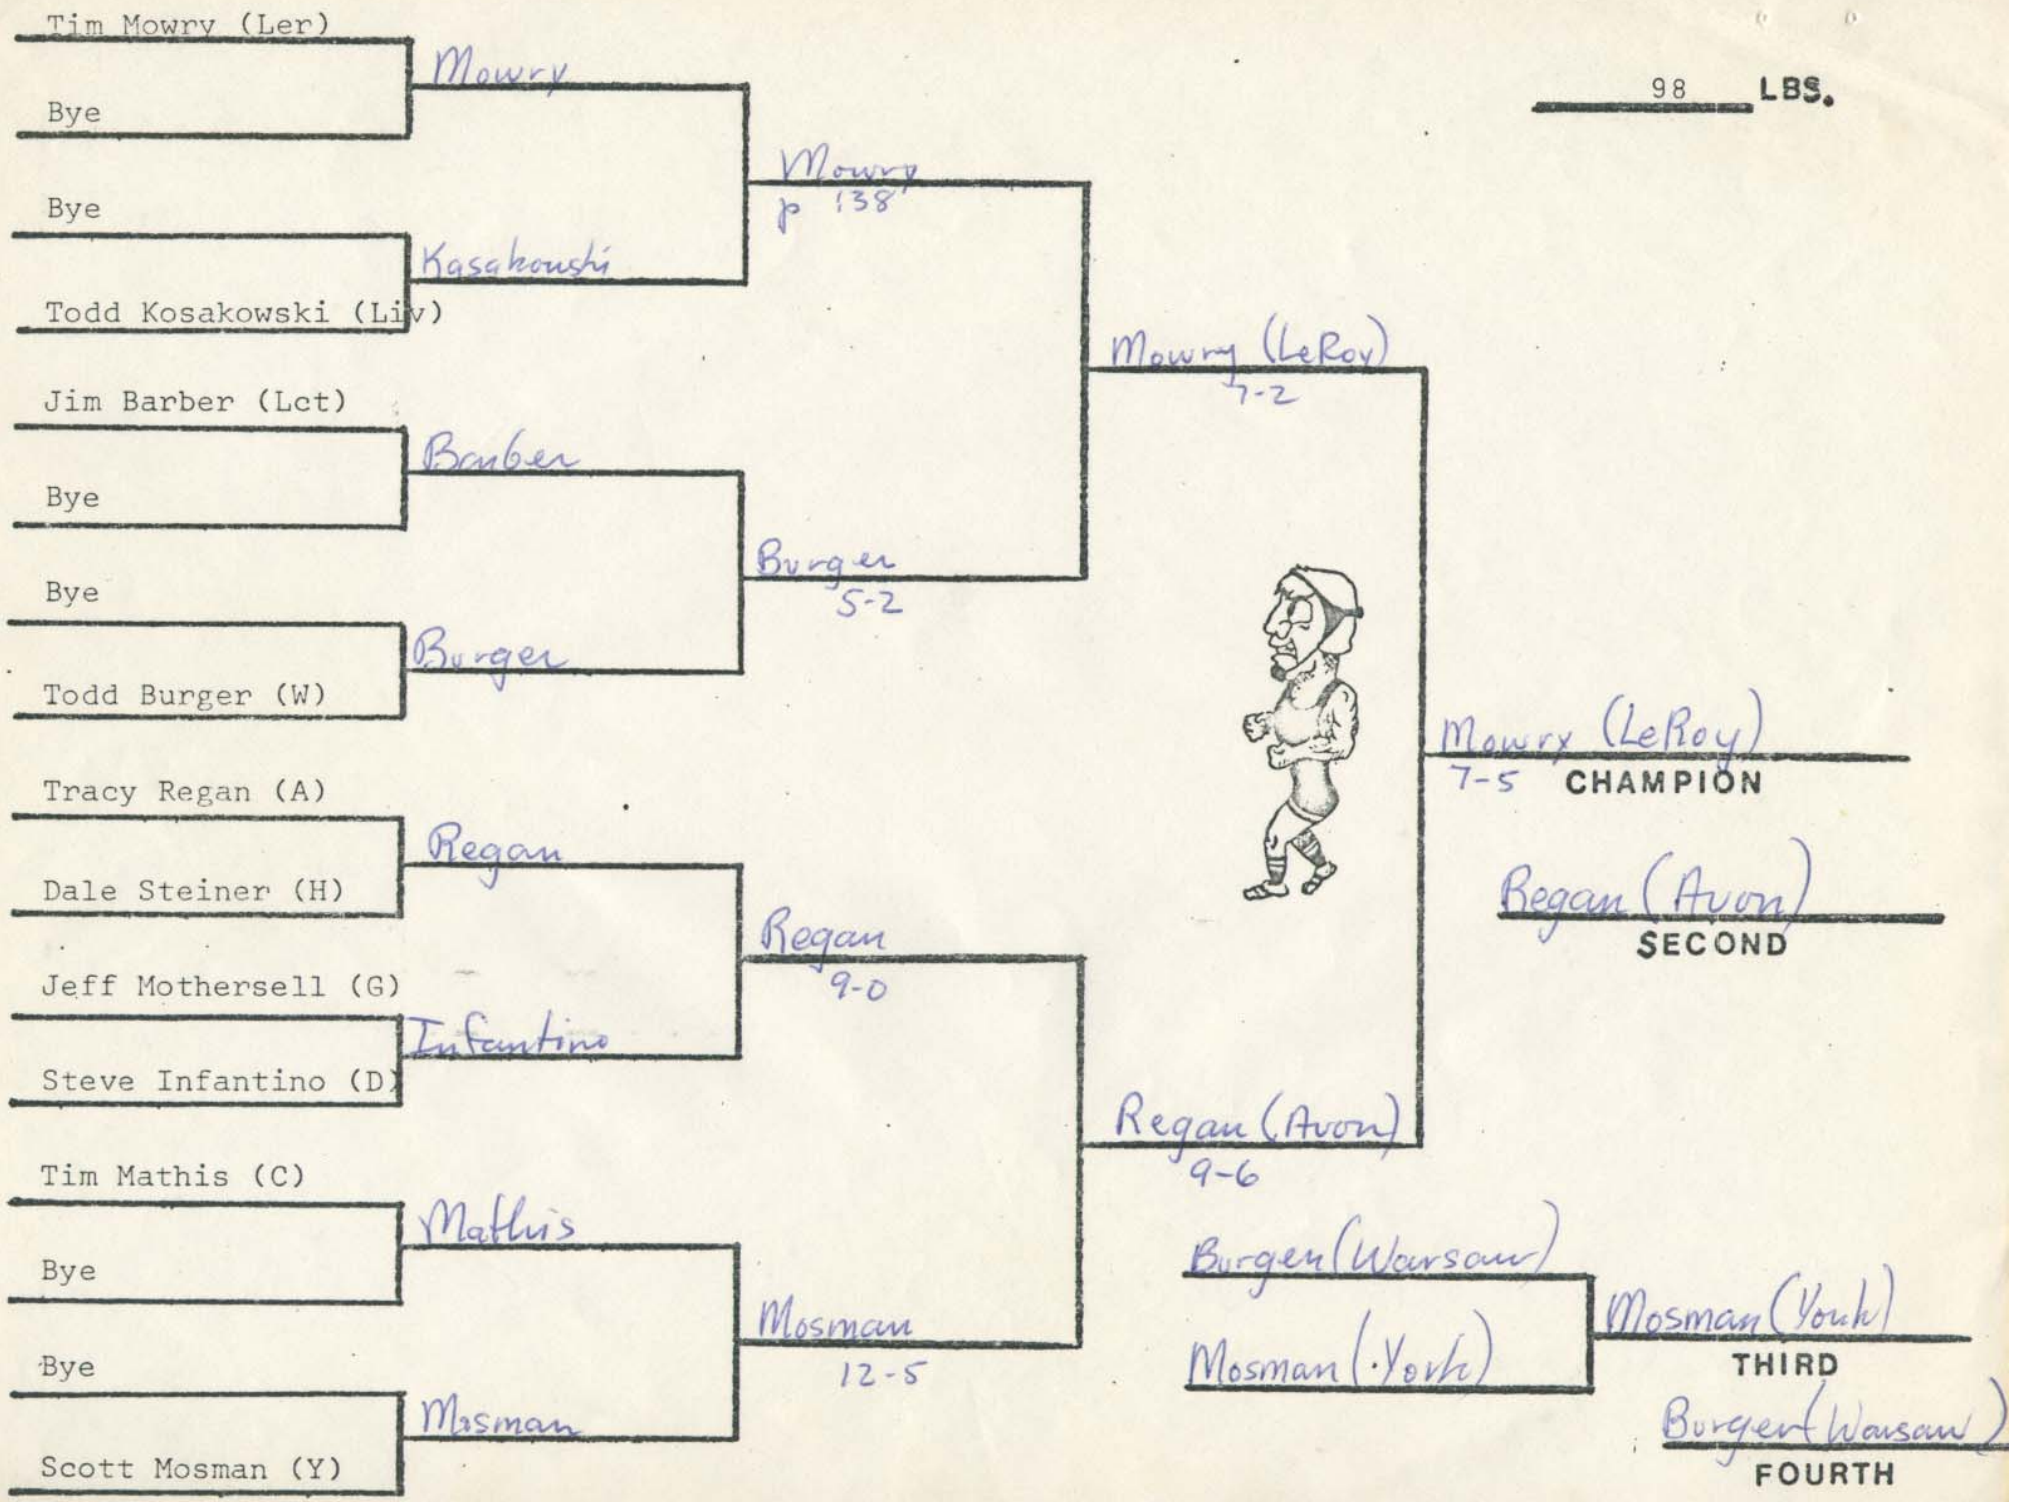 Tim Mowry (Ler)
Bye
Bye
Todd Kosakowski (Liv)
Jim Barber (Lct)
Bye
Bye
Todd Burger (W)
Tracy Regan (A)
Dale Steiner (H)
Jeff Mothersell (G)
Steve Infantino (D)
Tim Mathis (C)
Bye
Bye
Scott Mosman (Y)
Mowry
Kasakowski
Barber
Burger
Regan
Infantino
Mathis
Mosman
Mowry
p :38
Burger
5-2
Regan
9-0
Mosman
12-5
Mowry (LeRoy)
7-2
Regan (Avon)
9-6
98 LBS.
Mowry (LeRoy)
7-5 CHAMPION
Regan (Avon)
SECOND
Burger (Warsaw)
Mosman (York)
Mosman (York)
THIRD
Burger (Warsaw)
FOURTH